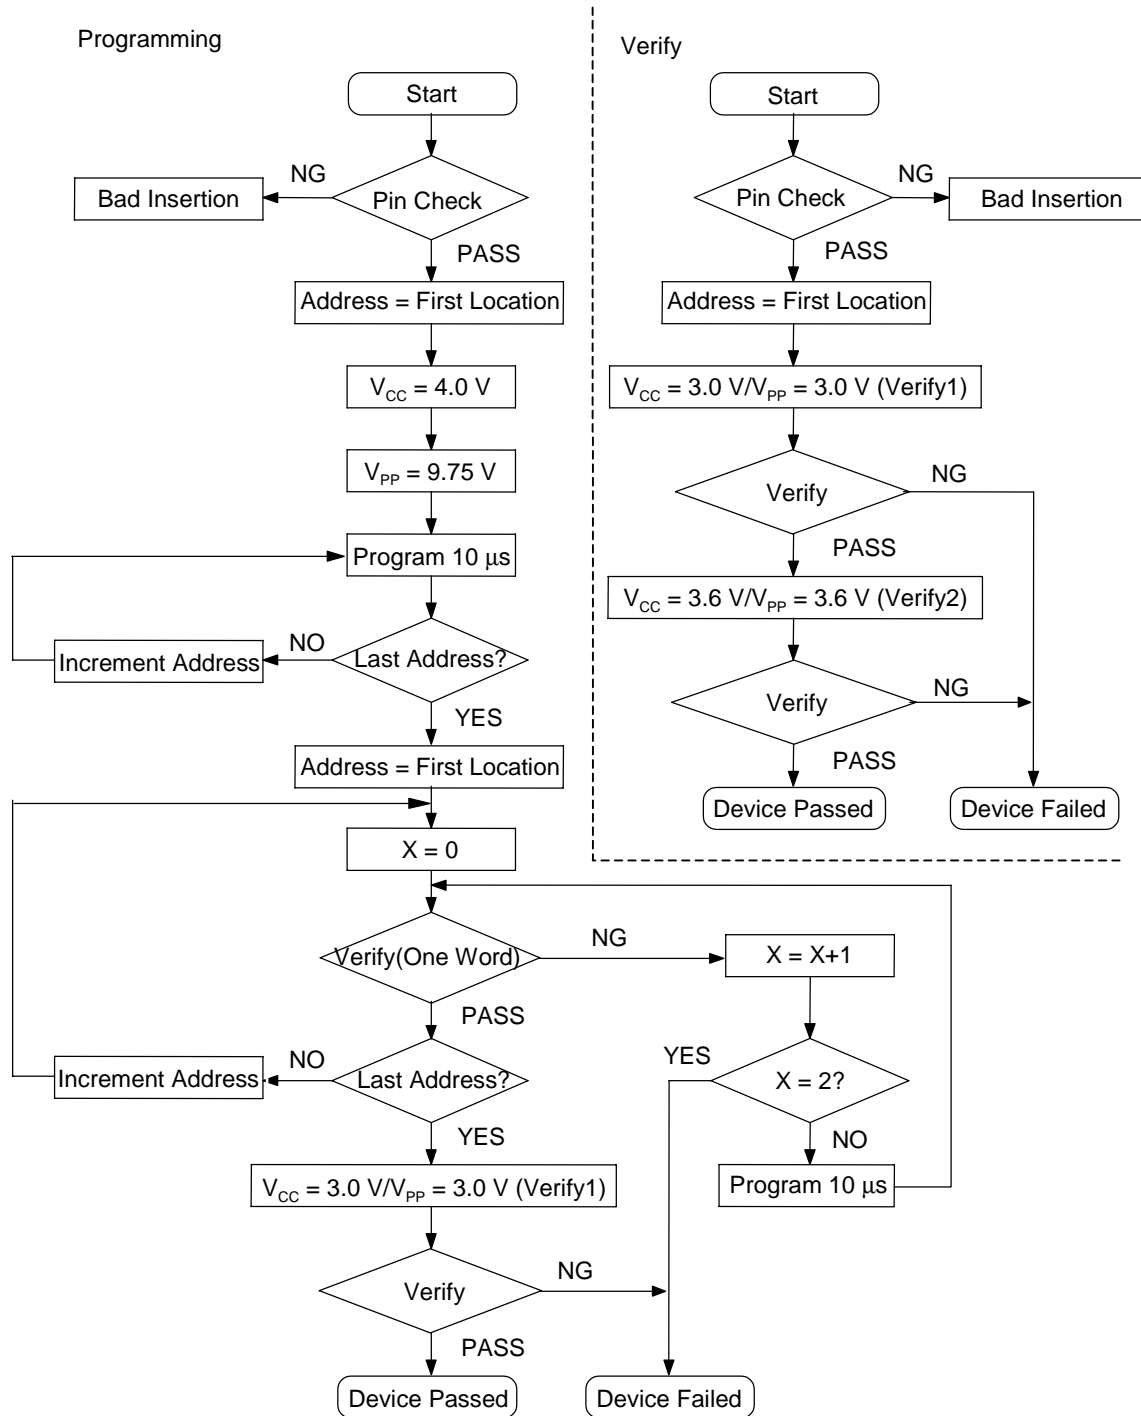 Programming
Start
NG
Bad Insertion
Pin Check
PASS
Address = First Location
VCC = 4.0 V
VPP = 9.75 V
Program 10 μs
NO
Increment Address
Last Address?
YES
Address = First Location
X = 0
Verify(One Word)
NG
X = X+1
PASS
NO
Increment Address
Last Address?
YES
X = 2?
YES
NO
Program 10 μs
VCC = 3.0 V/VPP = 3.0 V (Verify1)
Verify
NG
PASS
Device Passed
Device Failed
Verify
Start
Pin Check
NG
Bad Insertion
PASS
Address = First Location
VCC = 3.0 V/VPP = 3.0 V (Verify1)
Verify
NG
PASS
VCC = 3.6 V/VPP = 3.6 V (Verify2)
Verify
NG
PASS
Device Passed
Device Failed